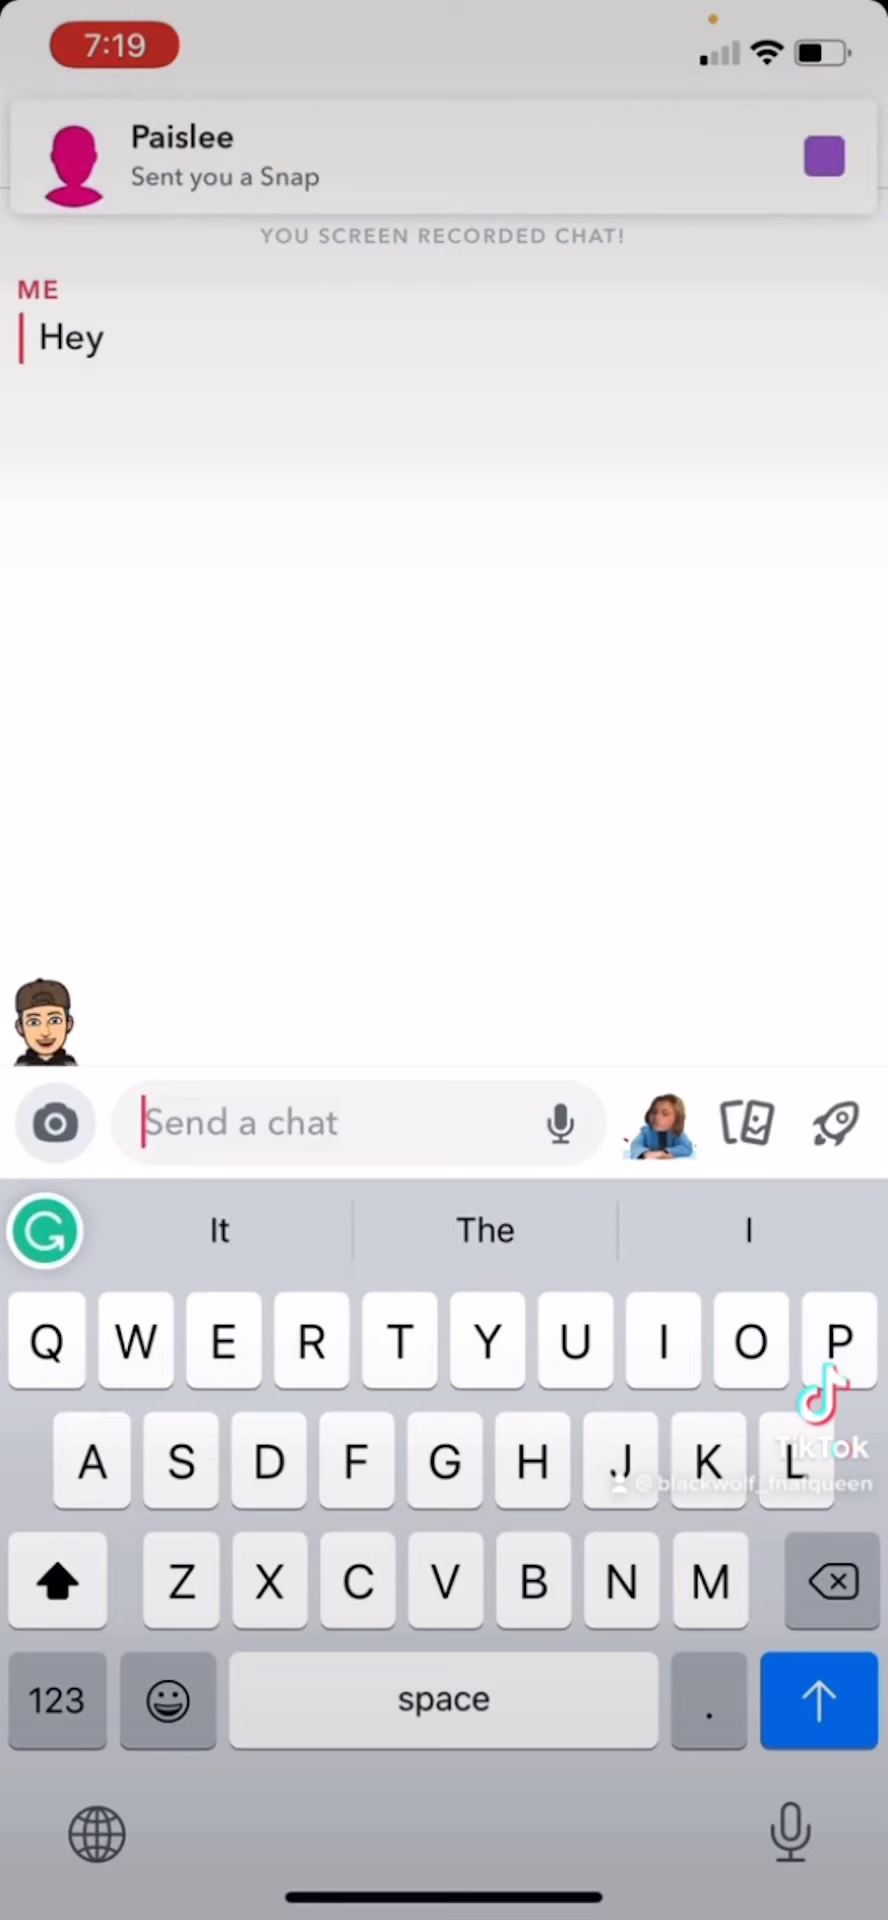 7:19
Paislee
Sent you a Snap
YOU SCREEN RECORDED CHAT!
ME
Hey
Send a chat
It The I
Q W E R T Y U I O P
A S D F G H J K L
TikTok
@blackwolf_fnafqueen
Z X C V B N M
123 space .